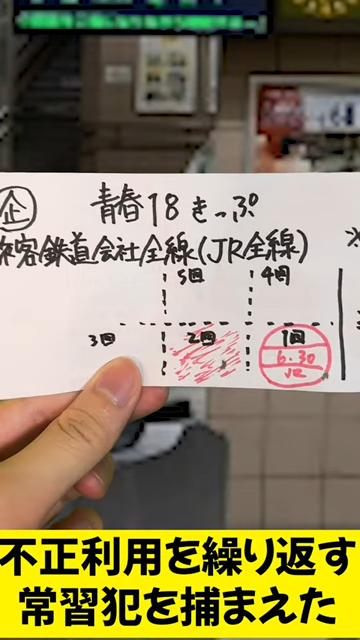 企 青春18きっぷ
旅客鉄道会社全線(JR全線)
5回 4回
3回 2回 1回
6.30
JR
不正利用を繰り返す
常習犯を捕まえた